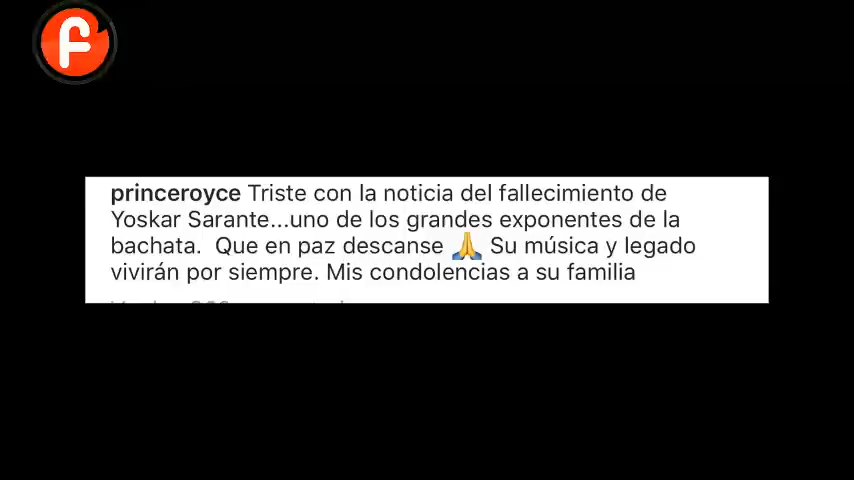 f
princeroyce Triste con la noticia del fallecimiento de
Yoskar Sarante...uno de los grandes exponentes de la
bachata.  Que en paz descanse 🙏 Su música y legado
vivirán por siempre. Mis condolencias a su familia